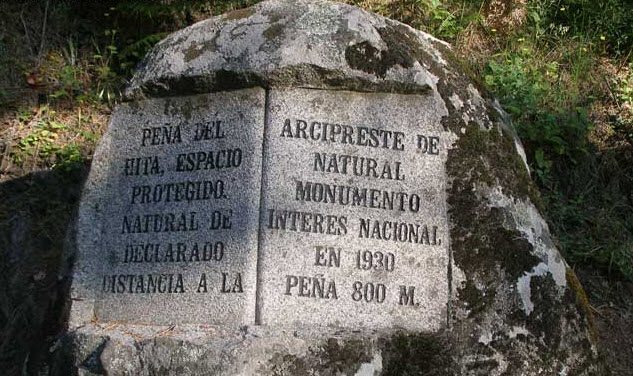 PEÑA DEL ARCIPRESTE DE
HITA, ESPACIO NATURAL
PROTEGIDO. MONUMENTO
NATURAL DE INTERES NACIONAL
DECLARADO EN 1930
DISTANCIA A LA PEÑA 800 M.